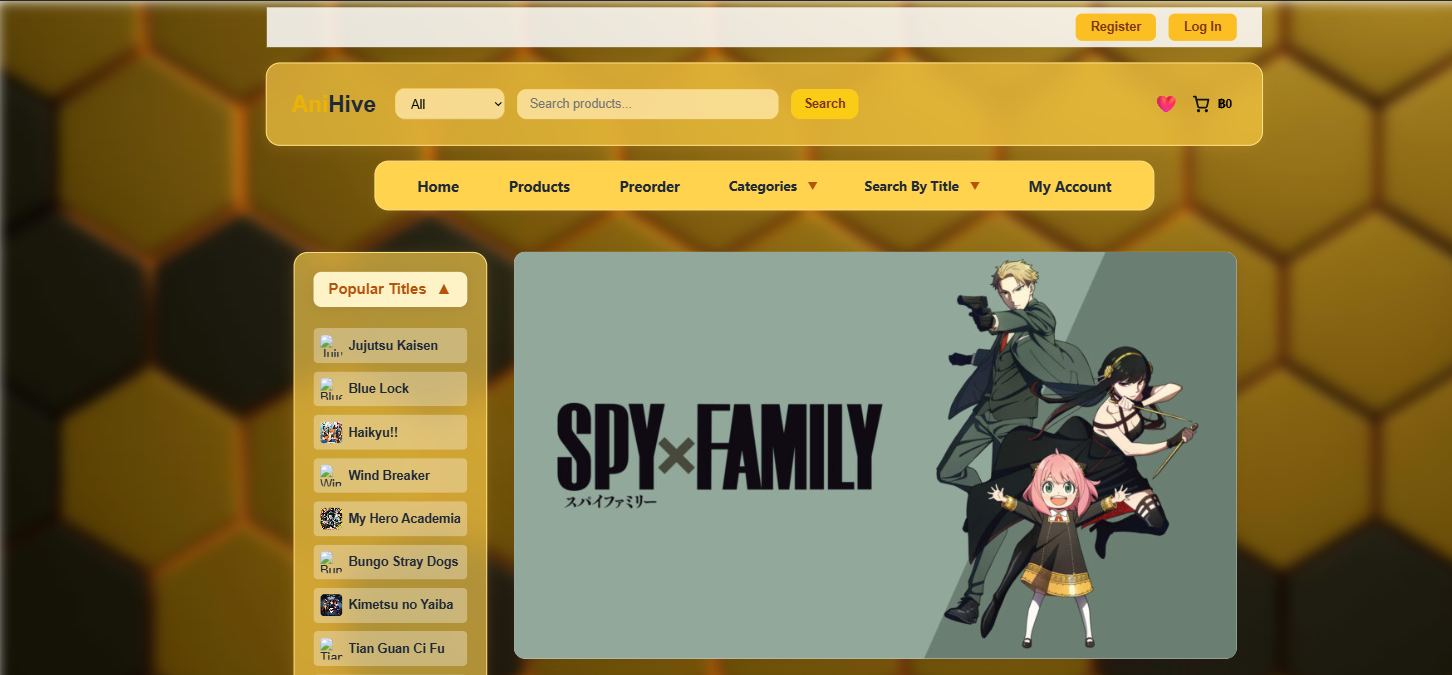 Register Log In
AniHive All Search products... Search ฿0
Home Products Preorder Categories ▼ Search By Title ▼ My Account
Popular Titles ▲
Jujutsu Kaisen
Blue Lock
Haikyu!!
Wind Breaker
My Hero Academia
Bungo Stray Dogs
Kimetsu no Yaiba
Tian Guan Ci Fu
SPY×FAMILY
スパイファミリー